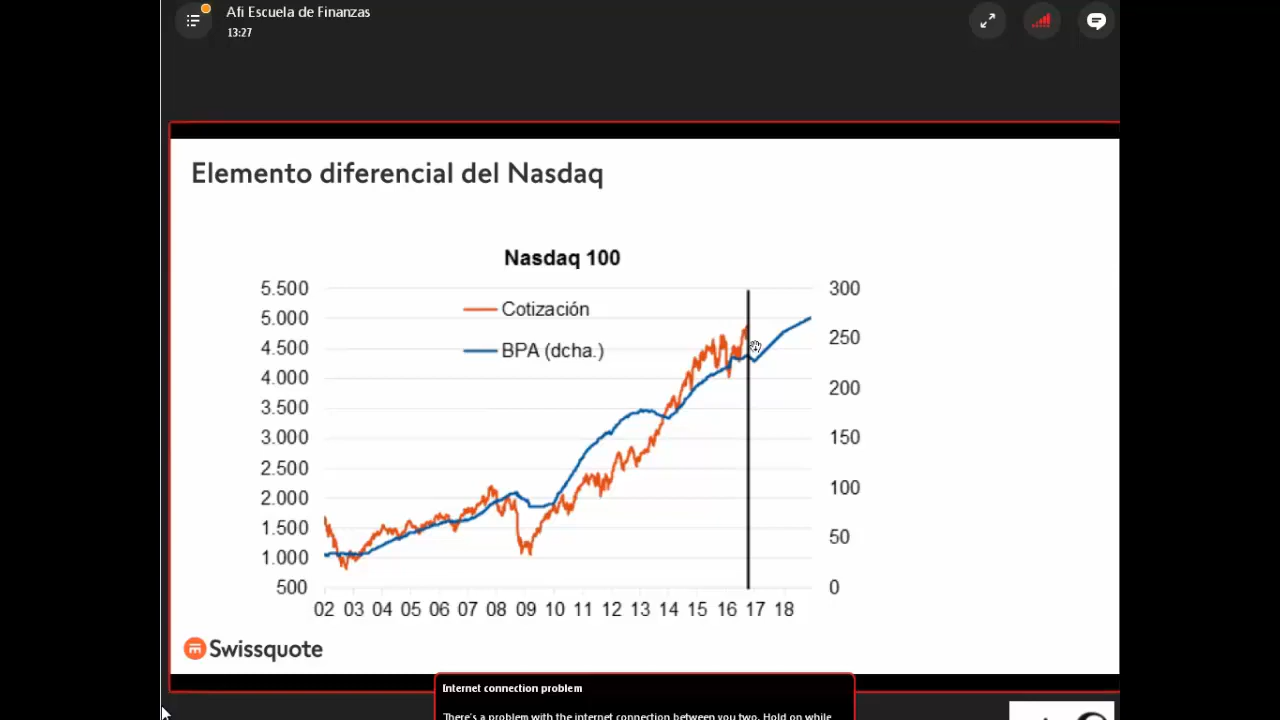 Afi Escuela de Finanzas
13:27
Elemento diferencial del Nasdaq
Nasdaq 100
Cotización
BPA (dcha.)
5.500
5.000
4.500
4.000
3.500
3.000
2.500
2.000
1.500
1.000
500
300
250
200
150
100
50
0
02 03 04 05 06 07 08 09 10 11 12 13 14 15 16 17 18
Swissquote
Internet connection problem
There's a problem with the internet connection between you two. Hold on while